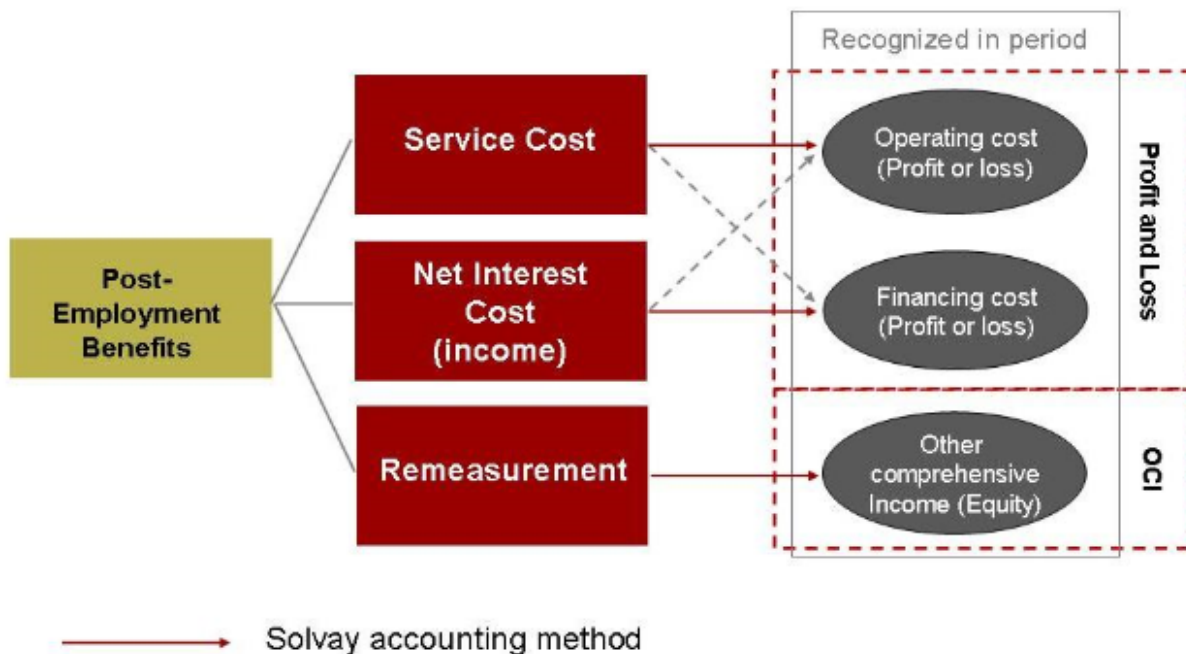 Recognized in period
Service Cost
Operating cost
(Profit or loss)
Profit and Loss
Post-
Employment
Benefits
Net Interest
Cost
(income)
Financing cost
(Profit or loss)
Remeasurement
Other
comprehensive
Income (Equity)
OCI
Solvay accounting method